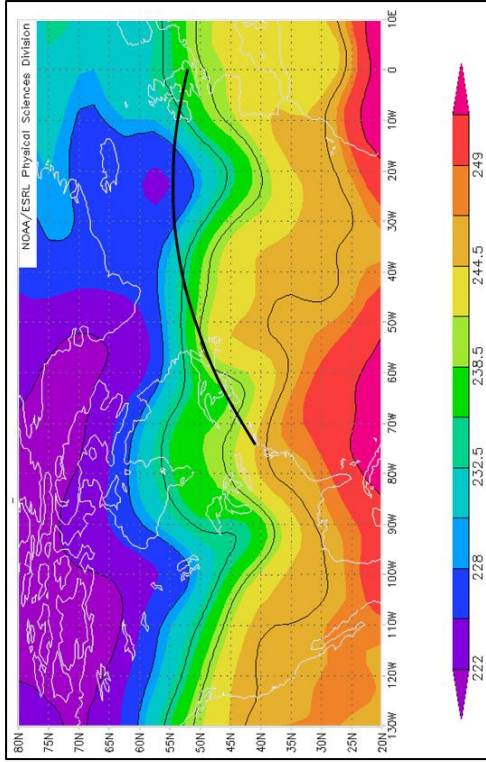 NOAA/ESRL Physical Sciences Division
80N
75N
70N
65N
60N
55N
50N
45N
40N
35N
30N
25N
20N
130W 120W 110W 100W 90W 80W 70W 60W 50W 40W 30W 20W 10W 0 10E
222 228 232.5 238.5 244.5 249